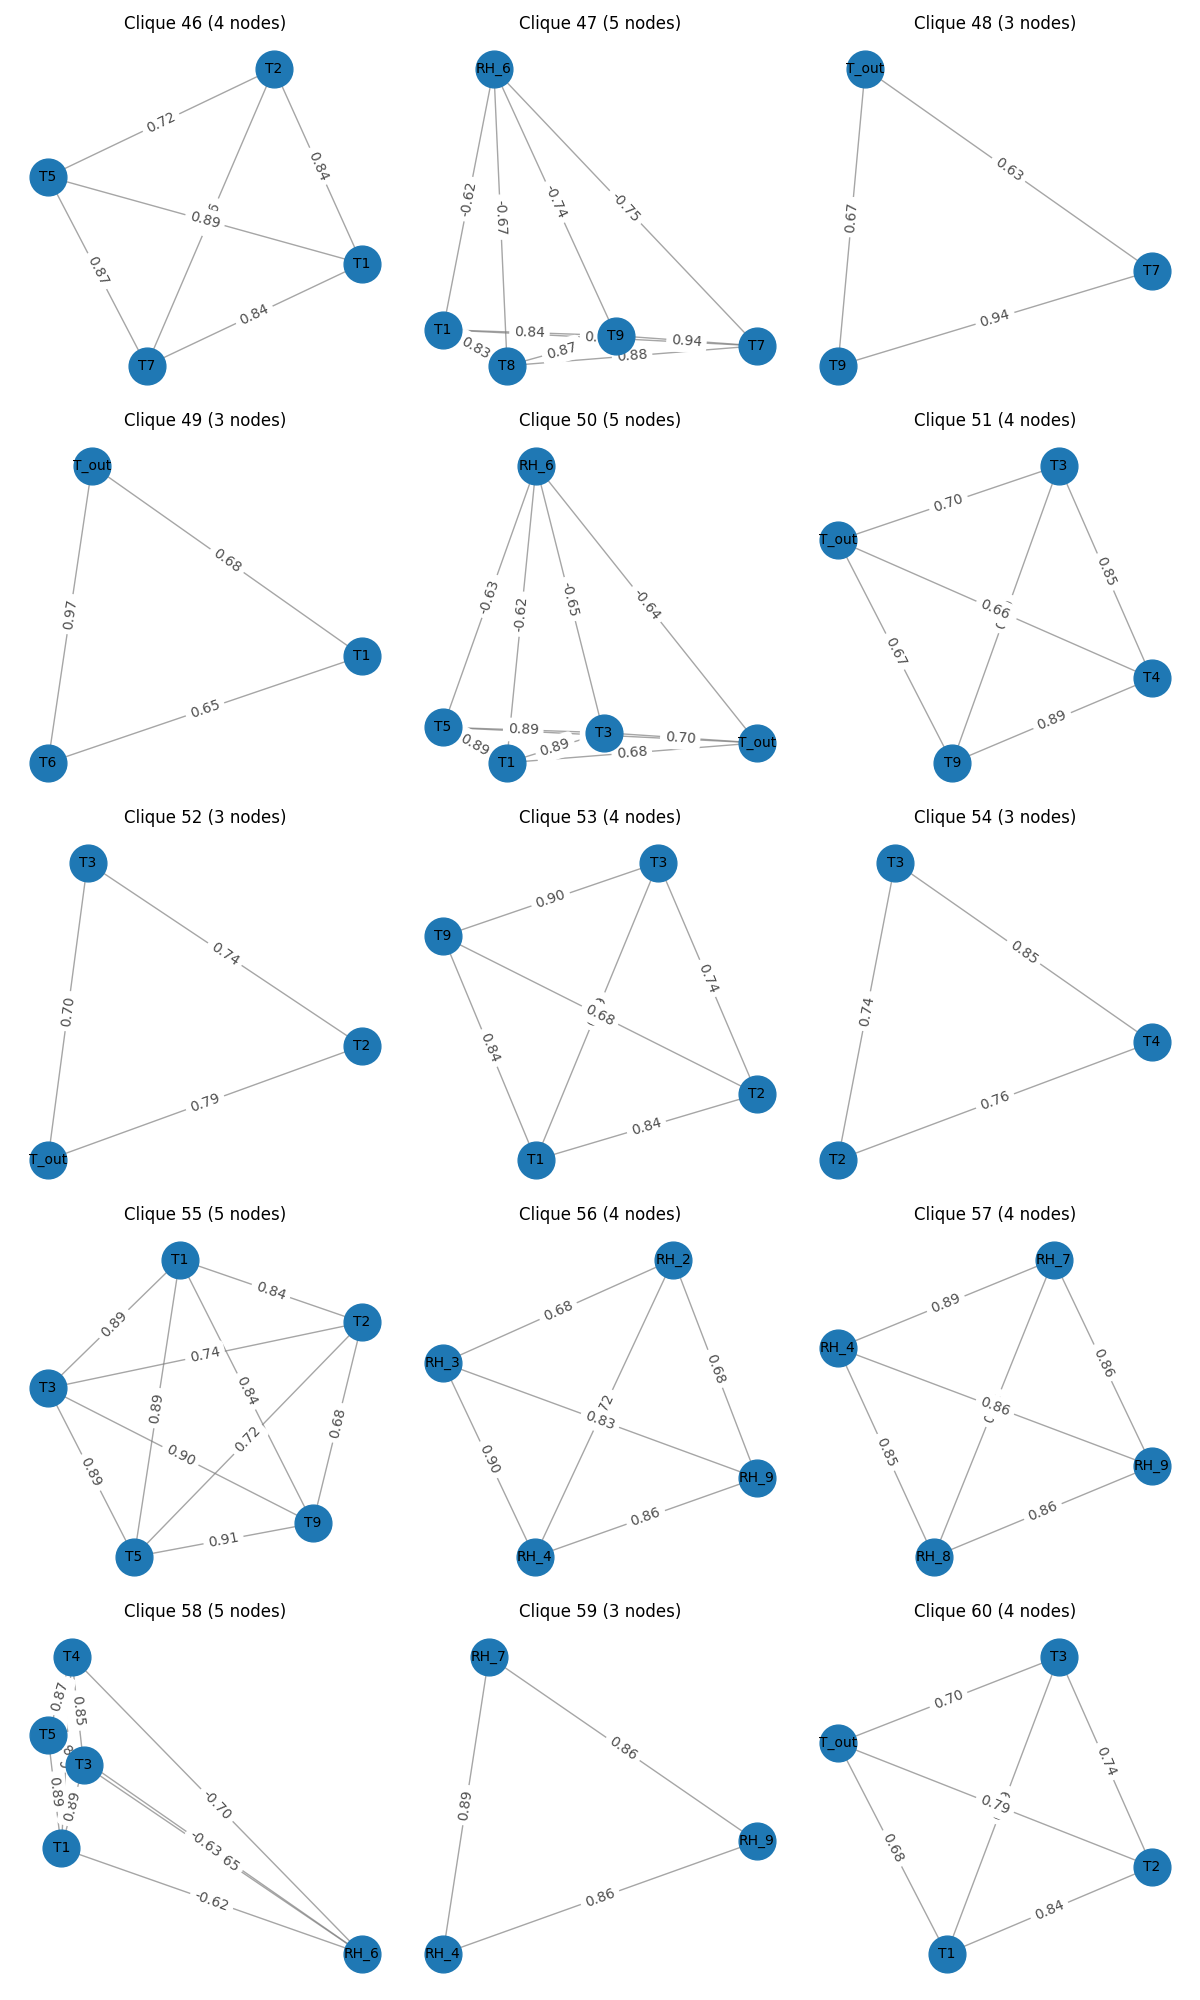 Clique 46 (4 nodes)
T2
0.72
0.84
T5
0.89
T1
0.87
0.84
T7
Clique 47 (5 nodes)
RH_6
-0.62
-0.67
-0.74
-0.75
T1
0.84
T9
0.94
T7
0.83
0.87
0.88
T8
Clique 48 (3 nodes)
T_out
0.63
0.67
T7
0.94
T9
Clique 49 (3 nodes)
T_out
0.68
0.97
T1
0.65
T6
Clique 50 (5 nodes)
RH_6
-0.63
-0.62
-0.65
-0.64
T5
0.89
T3
0.70
T_out
0.89
0.89
0.68
T1
Clique 51 (4 nodes)
T3
0.70
T_out
0.85
0.66
0.67
T4
0.89
T9
Clique 52 (3 nodes)
T3
0.74
0.70
T2
0.79
T_out
Clique 53 (4 nodes)
T3
0.90
T9
0.74
0.68
0.84
T2
0.84
T1
Clique 54 (3 nodes)
T3
0.85
0.74
T4
0.76
T2
Clique 55 (5 nodes)
T1
0.84
0.89
T2
0.74
T3
0.84
0.89
0.68
0.72
0.90
0.89
T9
0.91
T5
Clique 56 (4 nodes)
RH_2
0.68
RH_3
0.68
72
0.83
0.90
RH_9
0.86
RH_4
Clique 57 (4 nodes)
RH_7
0.89
RH_4
0.86
0.86
0.85
RH_9
0.86
RH_8
Clique 58 (5 nodes)
T4
0.87
0.85
T5
T3
0.89
0.89
-0.70
T1
-0.63
65
-0.62
RH_6
Clique 59 (3 nodes)
RH_7
0.86
0.89
RH_9
0.86
RH_4
Clique 60 (4 nodes)
T3
0.70
T_out
0.74
0.79
0.68
T2
0.84
T1